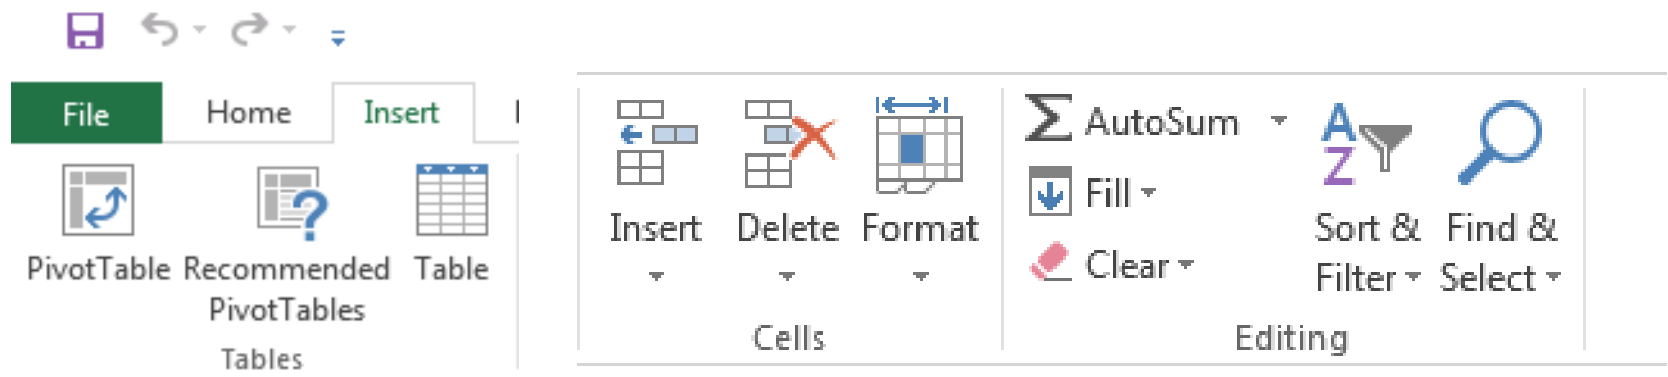 File Home Insert
PivotTable Recommended PivotTables Table
Tables
Insert Delete Format
Cells
AutoSum
Fill
Clear
Sort & Filter
Find & Select
Editing